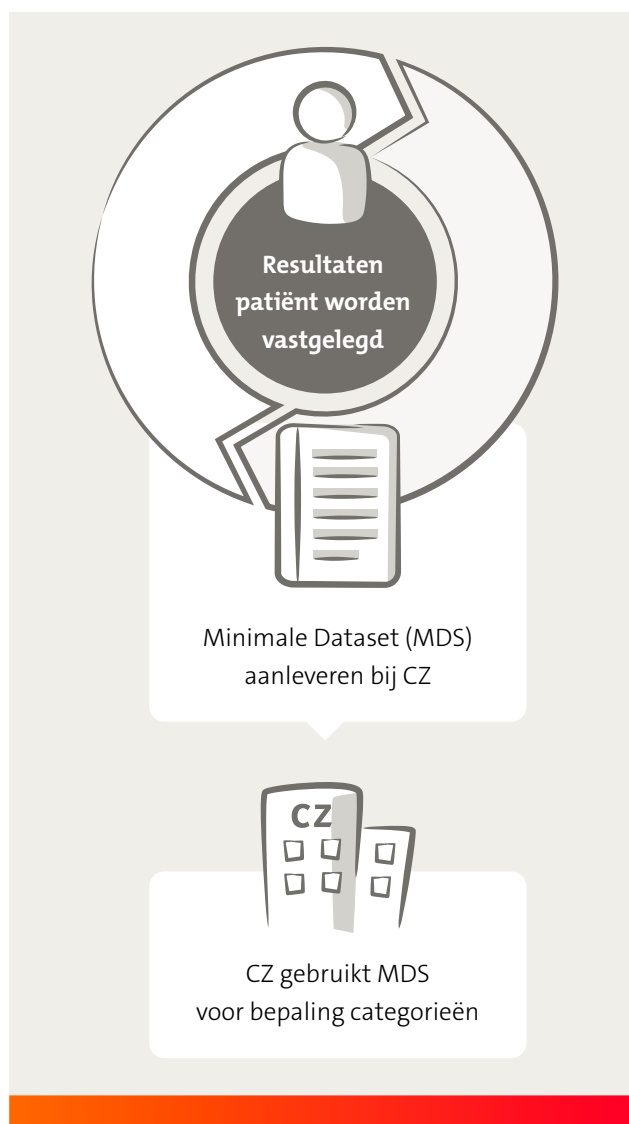 Resultaten
patiënt worden
vastgelegd
Minimale Dataset (MDS)
aanleveren bij CZ
CZ
CZ gebruikt MDS
voor bepaling categorieën